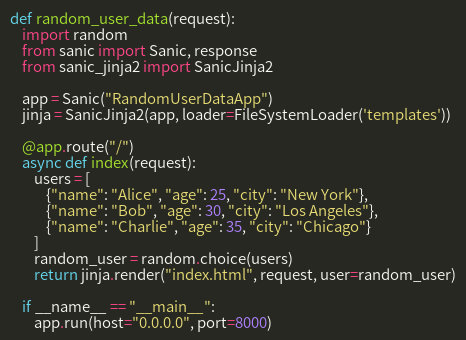 def random_user_data(request):
    import random
    from sanic import Sanic, response
    from sanic_jinja2 import SanicJinja2

    app = Sanic("RandomUserDataApp")
    jinja = SanicJinja2(app, loader=FileSystemLoader('templates'))

    @app.route("/")
    async def index(request):
        users = [
            {"name": "Alice", "age": 25, "city": "New York"},
            {"name": "Bob", "age": 30, "city": "Los Angeles"},
            {"name": "Charlie", "age": 35, "city": "Chicago"}
        ]
        random_user = random.choice(users)
        return jinja.render("index.html", request, user=random_user)

    if __name__ == "__main__":
        app.run(host="0.0.0.0", port=8000)